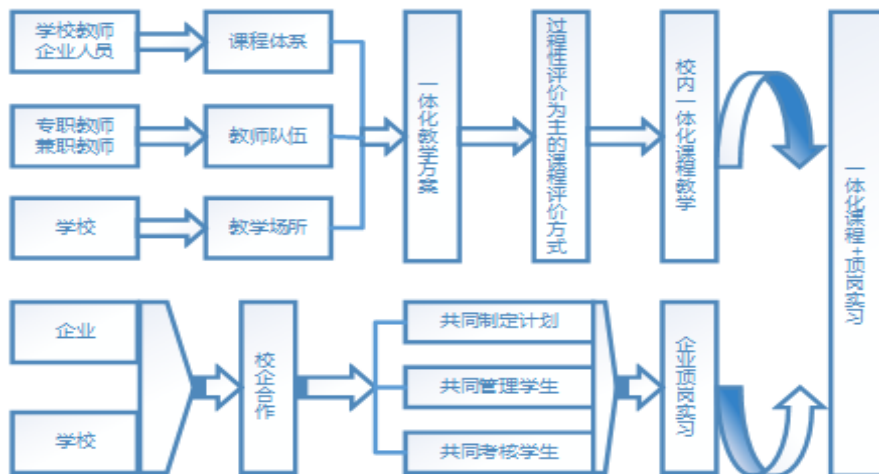 学校教师
企业人员
课程体系
专职教师
兼职教师
教师队伍
学校
教学场所
一体化教学方案
过程性评价为主的课程评价方式
校内一体化课程教学
一体化课程+顶岗实习
企业
学校
校企合作
共同制定计划
共同管理学生
共同考核学生
企业顶岗实习